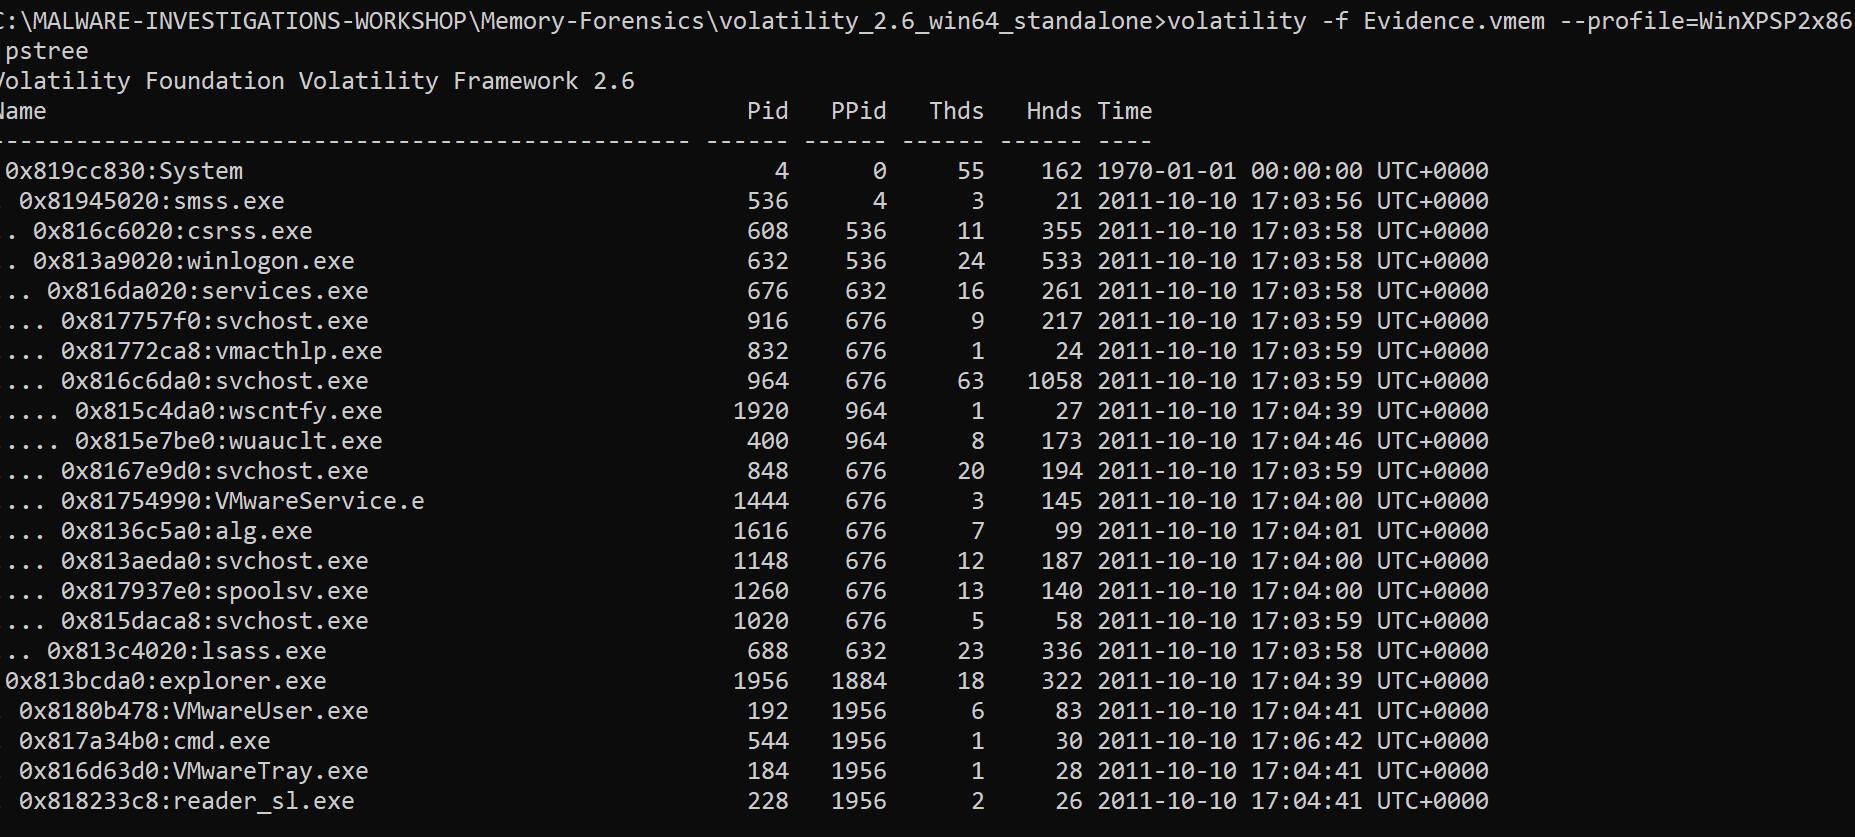 C:\MALWARE-INVESTIGATIONS-WORKSHOP\Memory-Forensics\volatility_2.6_win64_standalone>volatility -f Evidence.vmem --profile=WinXPSP2x86
 pstree
Volatility Foundation Volatility Framework 2.6
Name                                                  Pid   PPid   Thds   Hnds Time
-------------------------------------------------- ------ ------ ------ ------ ----
 0x819cc830:System                                      4      0     55    162 1970-01-01 00:00:00 UTC+0000
. 0x81945020:smss.exe                                 536      4      3     21 2011-10-10 17:03:56 UTC+0000
.. 0x816c6020:csrss.exe                               608    536     11    355 2011-10-10 17:03:58 UTC+0000
.. 0x813a9020:winlogon.exe                            632    536     24    533 2011-10-10 17:03:58 UTC+0000
... 0x816da020:services.exe                           676    632     16    261 2011-10-10 17:03:58 UTC+0000
.... 0x817757f0:svchost.exe                           916    676      9    217 2011-10-10 17:03:59 UTC+0000
.... 0x81772ca8:vmacthlp.exe                          832    676      1     24 2011-10-10 17:03:59 UTC+0000
.... 0x816c6da0:svchost.exe                           964    676     63   1058 2011-10-10 17:03:59 UTC+0000
..... 0x815c4da0:wscntfy.exe                         1920    964      1     27 2011-10-10 17:04:39 UTC+0000
..... 0x815e7be0:wuauclt.exe                          400    964      8    173 2011-10-10 17:04:46 UTC+0000
.... 0x8167e9d0:svchost.exe                           848    676     20    194 2011-10-10 17:03:59 UTC+0000
.... 0x81754990:VMwareService.e                      1444    676      3    145 2011-10-10 17:04:00 UTC+0000
.... 0x8136c5a0:alg.exe                              1616    676      7     99 2011-10-10 17:04:01 UTC+0000
.... 0x813aeda0:svchost.exe                          1148    676     12    187 2011-10-10 17:04:00 UTC+0000
.... 0x817937e0:spoolsv.exe                          1260    676     13    140 2011-10-10 17:04:00 UTC+0000
.... 0x815daca8:svchost.exe                          1020    676      5     58 2011-10-10 17:03:59 UTC+0000
... 0x813c4020:lsass.exe                              688    632     23    336 2011-10-10 17:03:58 UTC+0000
 0x813bcda0:explorer.exe                             1956   1884     18    322 2011-10-10 17:04:39 UTC+0000
. 0x8180b478:VMwareUser.exe                           192   1956      6     83 2011-10-10 17:04:41 UTC+0000
. 0x817a34b0:cmd.exe                                  544   1956      1     30 2011-10-10 17:06:42 UTC+0000
. 0x816d63d0:VMwareTray.exe                           184   1956      1     28 2011-10-10 17:04:41 UTC+0000
. 0x818233c8:reader_sl.exe                            228   1956      2     26 2011-10-10 17:04:41 UTC+0000